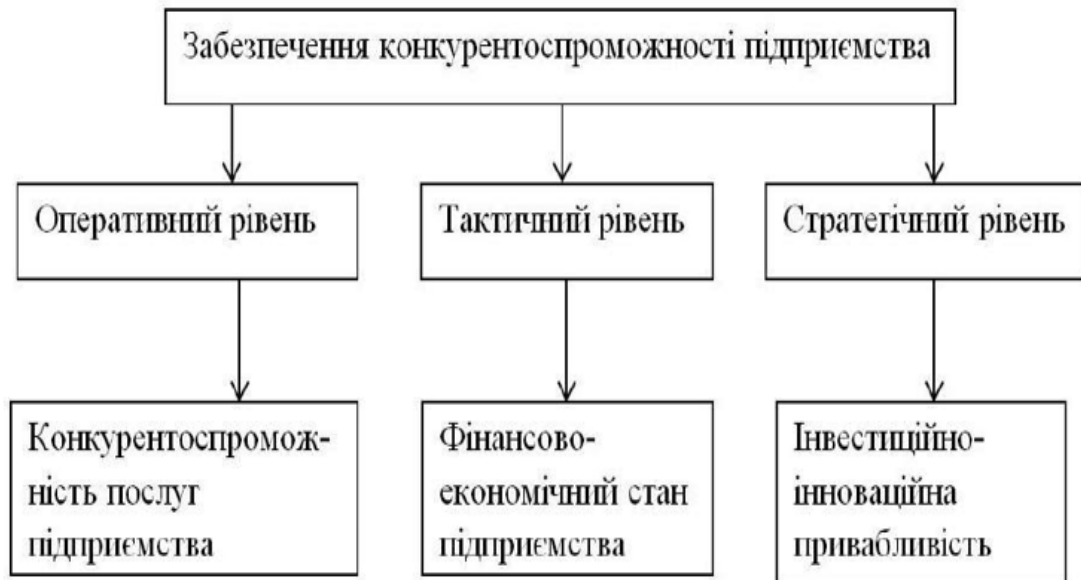 Забезпечення конкурентоспроможності підприємства
Оперативний рівень
Тактичний рівень
Стратегічний рівень
Конкурентоспромож-
ність послуг
підприємства
Фінансово-
економічний стан
підприємства
Інвестиційно-
інноваційна
привабливість